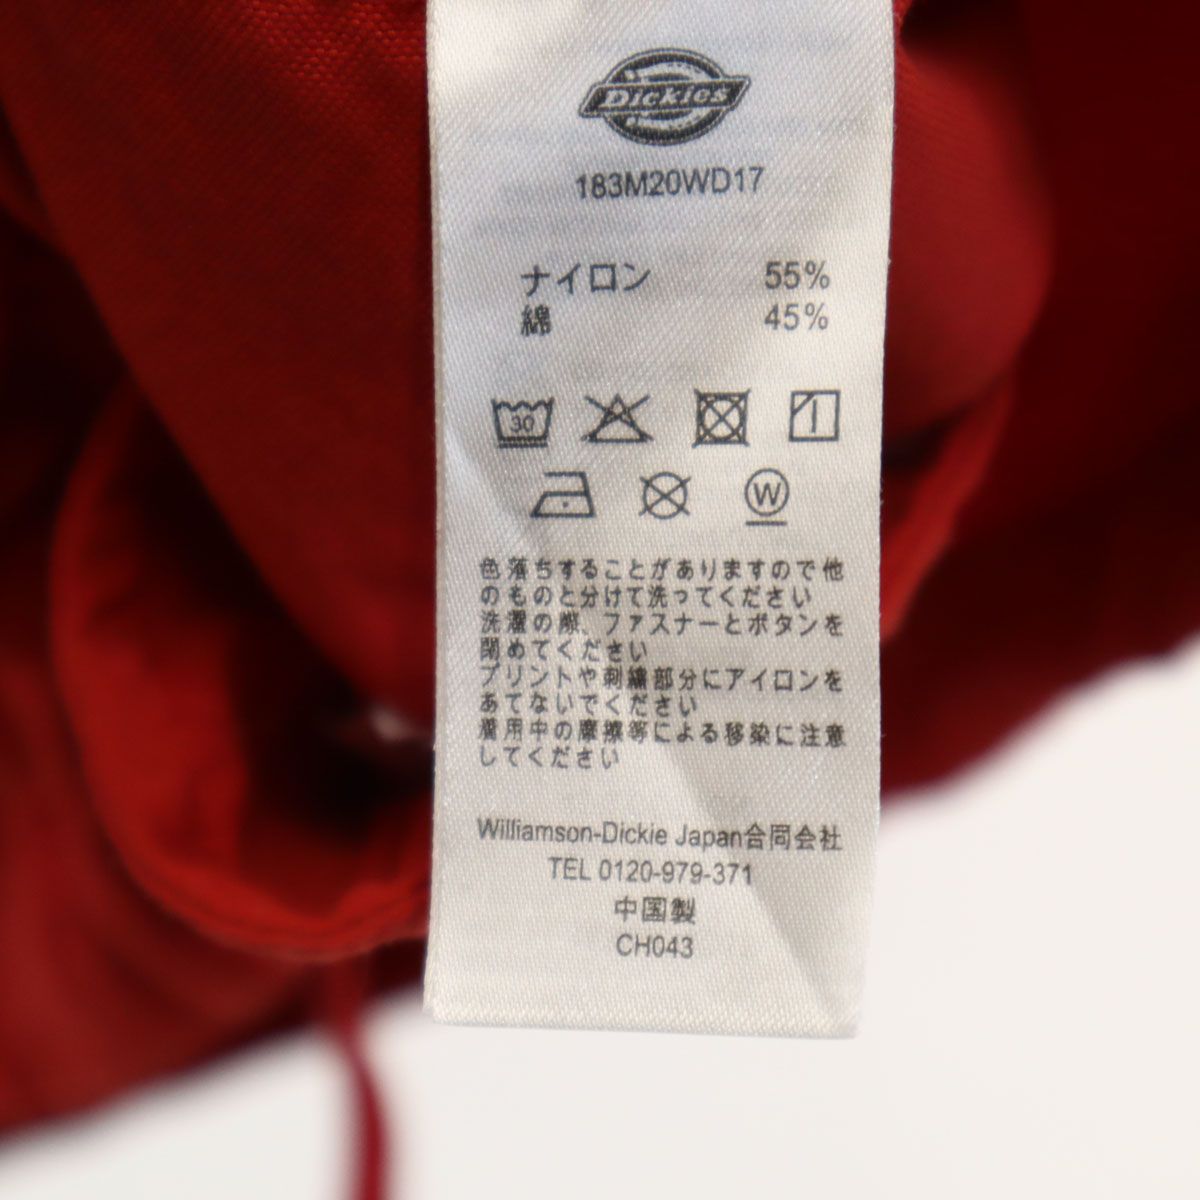 Dickies
183M20WD17
ナイロン 55%
綿 45%
30
W
色落ちすることがありますので他
のものと分けて洗ってください
洗濯の際、ファスナーとボタンを
閉めてください
プリントや刺繍部分にアイロンを
あてないでください
着用中の摩擦等による移染に注意
してください
Williamson-Dickie Japan合同会社
TEL 0120-979-371
中国製
CH043